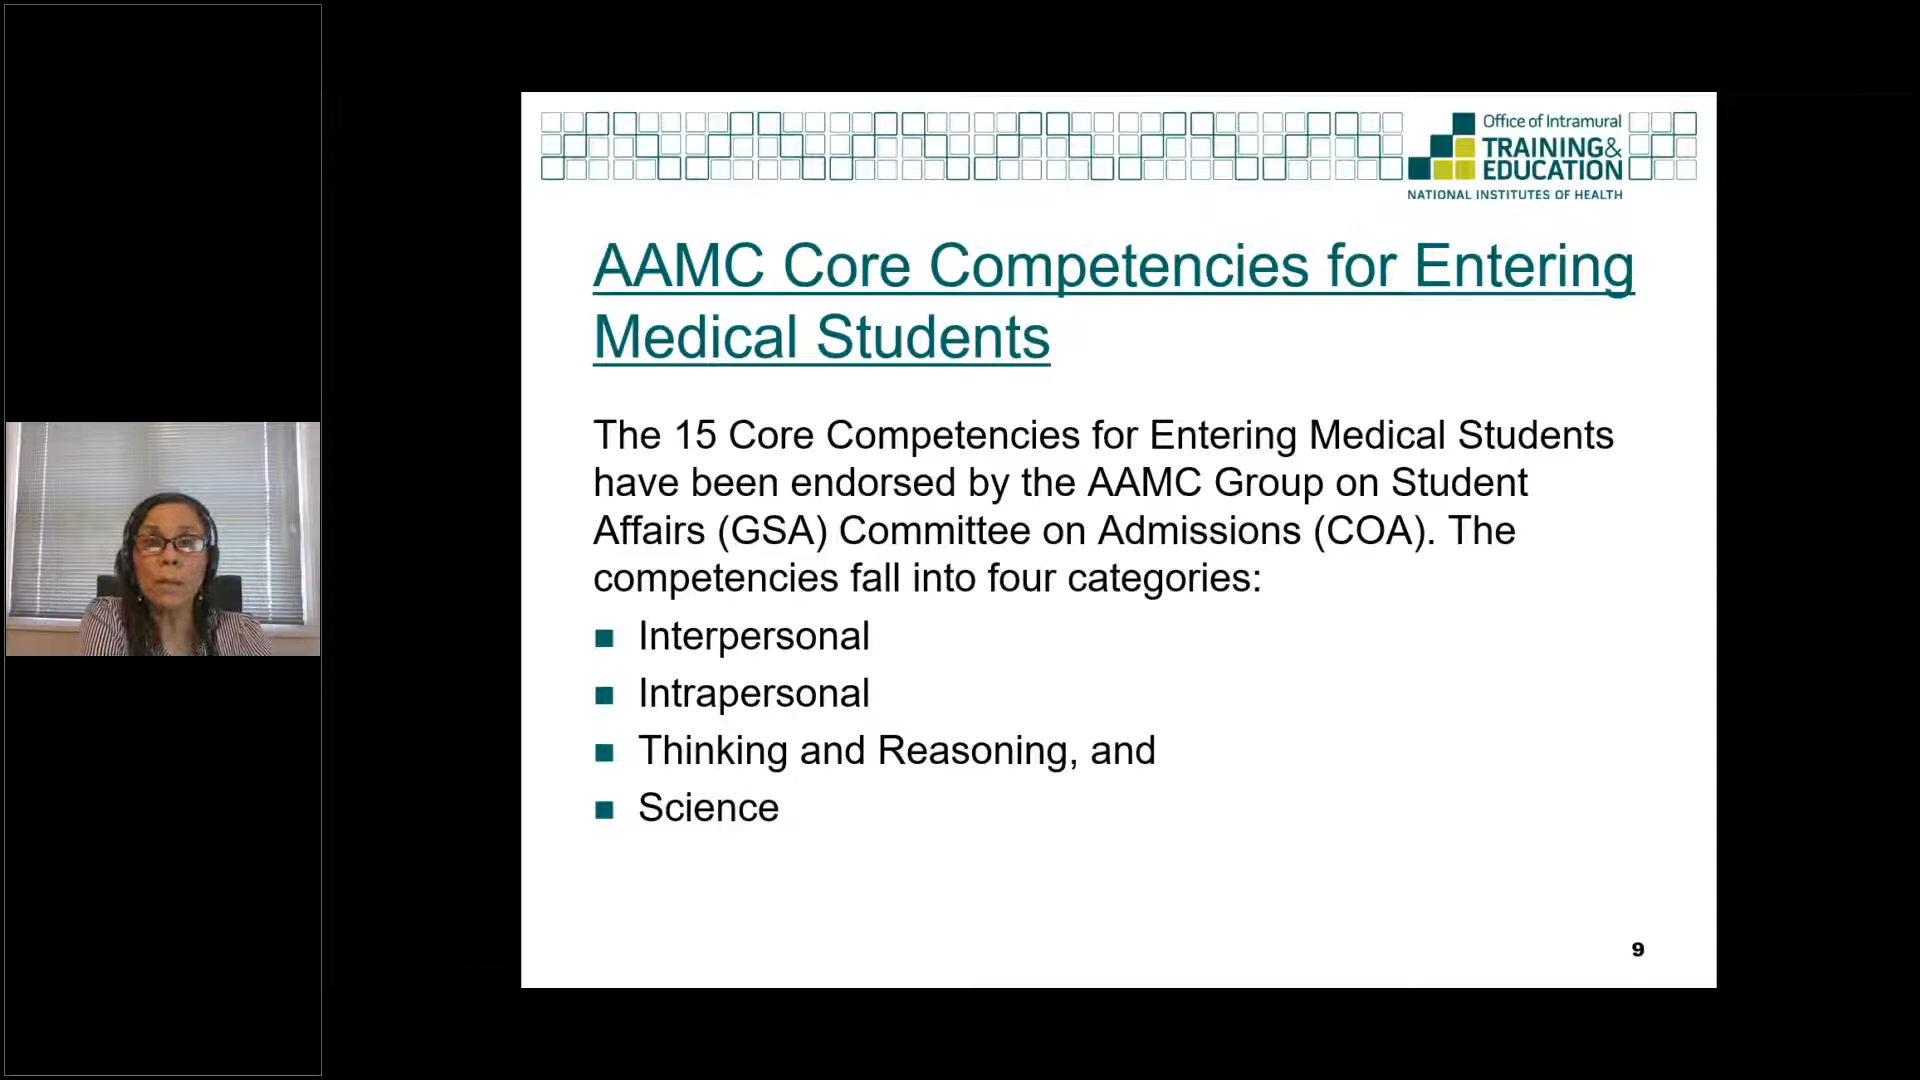 Office of Intramural
TRAINING&
EDUCATION
NATIONAL INSTITUTES OF HEALTH
AAMC Core Competencies for Entering
Medical Students
The 15 Core Competencies for Entering Medical Students
have been endorsed by the AAMC Group on Student
Affairs (GSA) Committee on Admissions (COA). The
competencies fall into four categories:
Interpersonal
Intrapersonal
Thinking and Reasoning, and
Science
9